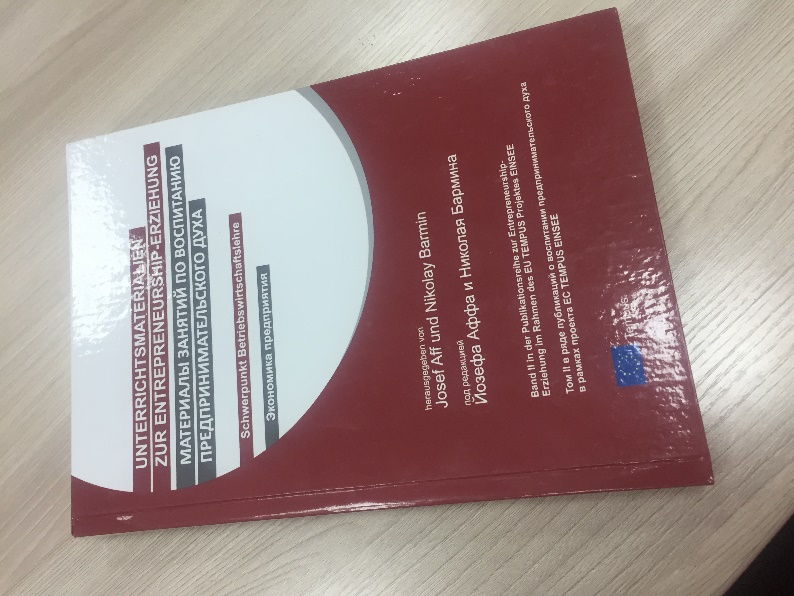 UNTERRICHTSMATERIALIEN
ZUR ENTREPRENEURSHIP-ERZIEHUNG
МАТЕРИАЛЫ ЗАНЯТИЙ ПО ВОСПИТАНИЮ
ПРЕДПРИНИМАТЕЛЬСКОГО ДУХА
Schwerpunkt Betriebswirtschaftslehre
Экономика предприятия
herausgegeben von
Josef Aff und Nikolay Barmin
под редакцией
Йозефа Аффа и Николая Бармина
Band II in der Publikationsreihe zur Entrepreneurship-
Erziehung im Rahmen des EU TEMPUS Projektes EINSEE
Том II в ряде публикаций о воспитании предпринимательского духа
в рамках проекта ЕС TEMPUS EINSEE